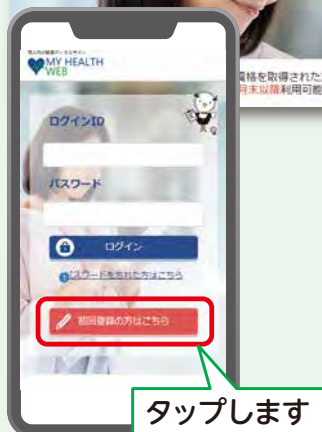 MY HEALTH
WEB
資格を取得された
月末以降利用可能
ログインID
パスワード
ログイン
パスワードを忘れた方はこちら
初回登録の方はこちら
タップします